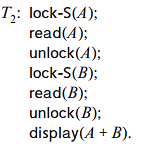 T₂: lock-S(A);
read(A);
unlock(A);
lock-S(B);
read(B);
unlock(B);
display(A + B).